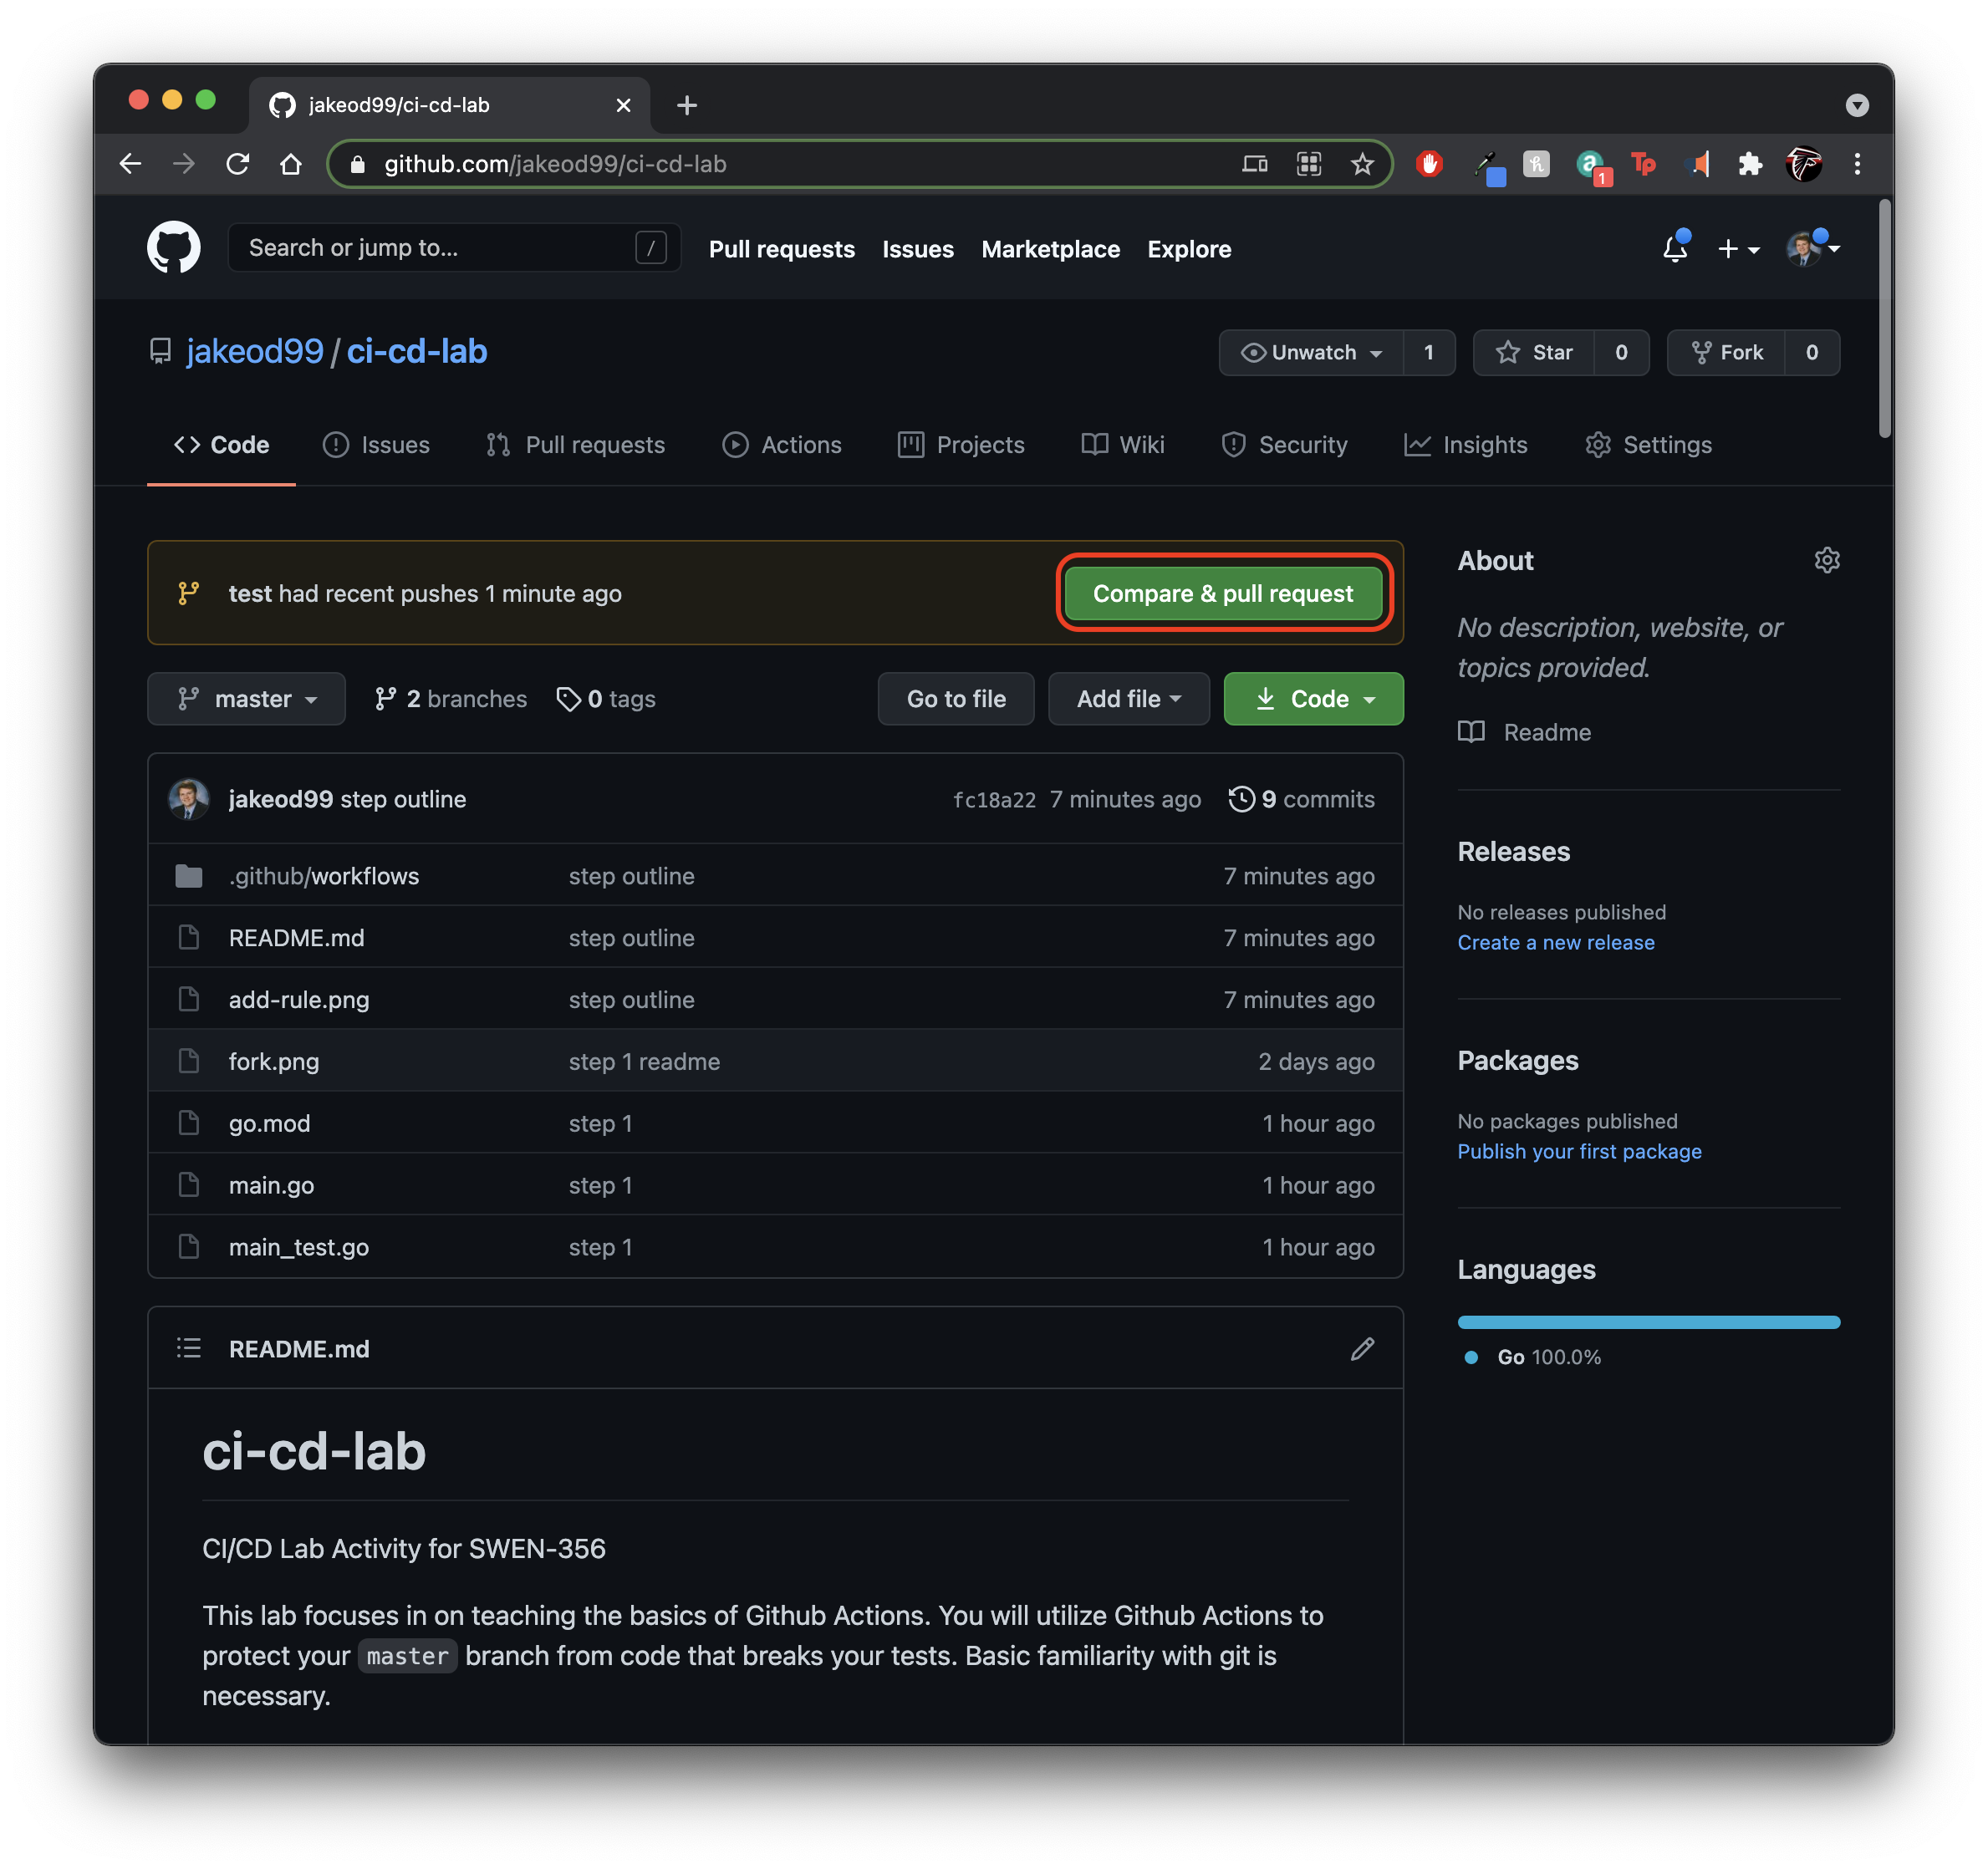 jakeod99/ci-cd-lab
github.com/jakeod99/ci-cd-lab
1
Search or jump to...
/
Pull requests
Issues
Marketplace
Explore
jakeod99 / ci-cd-lab
Unwatch 1
Star 0
Fork 0
Code
Issues
Pull requests
Actions
Projects
Wiki
Security
Insights
Settings
test had recent pushes 1 minute ago
Compare & pull request
master
2 branches
0 tags
Go to file
Add file
Code
jakeod99 step outline fc18a22 7 minutes ago 9 commits
.github/workflows step outline 7 minutes ago
README.md step outline 7 minutes ago
add-rule.png step outline 7 minutes ago
fork.png step 1 readme 2 days ago
go.mod step 1 1 hour ago
main.go step 1 1 hour ago
main_test.go step 1 1 hour ago
README.md
ci-cd-lab
CI/CD Lab Activity for SWEN-356
This lab focuses in on teaching the basics of Github Actions. You will utilize Github Actions to
protect your master branch from code that breaks your tests. Basic familiarity with git is
necessary.
About
No description, website, or
topics provided.
Readme
Releases
No releases published
Create a new release
Packages
No packages published
Publish your first package
Languages
Go 100.0%